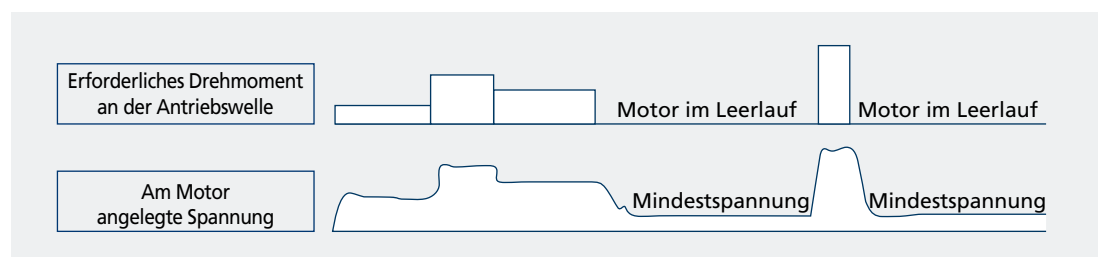 Erforderliches Drehmoment
an der Antriebswelle
Motor im Leerlauf
Motor im Leerlauf
Am Motor
angelegte Spannung
Mindestspannung
Mindestspannung